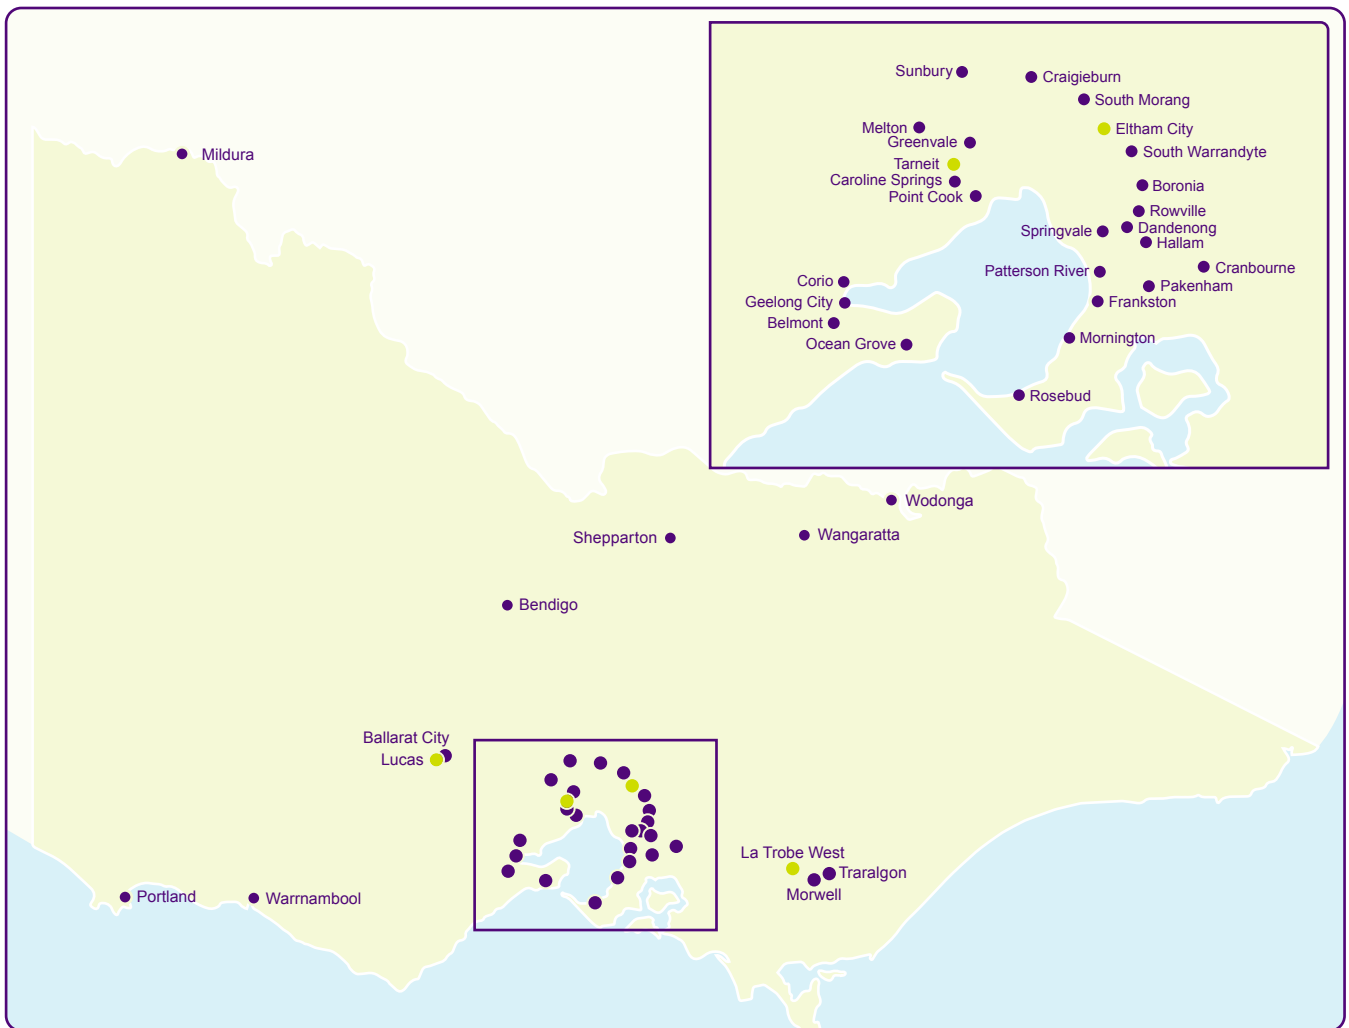 Sunbury
Craigieburn
South Morang
Melton
Eltham City
Greenvale
South Warrandyte
Tarneit
Caroline Springs
Boronia
Point Cook
Rowville
Dandenong
Springvale
Hallam
Patterson River
Cranbourne
Corio
Pakenham
Geelong City
Frankston
Belmont
Mornington
Ocean Grove
Rosebud
Mildura
Wodonga
Shepparton
Wangaratta
Bendigo
Ballarat City
Lucas
La Trobe West
Traralgon
Morwell
Portland
Warrnambool